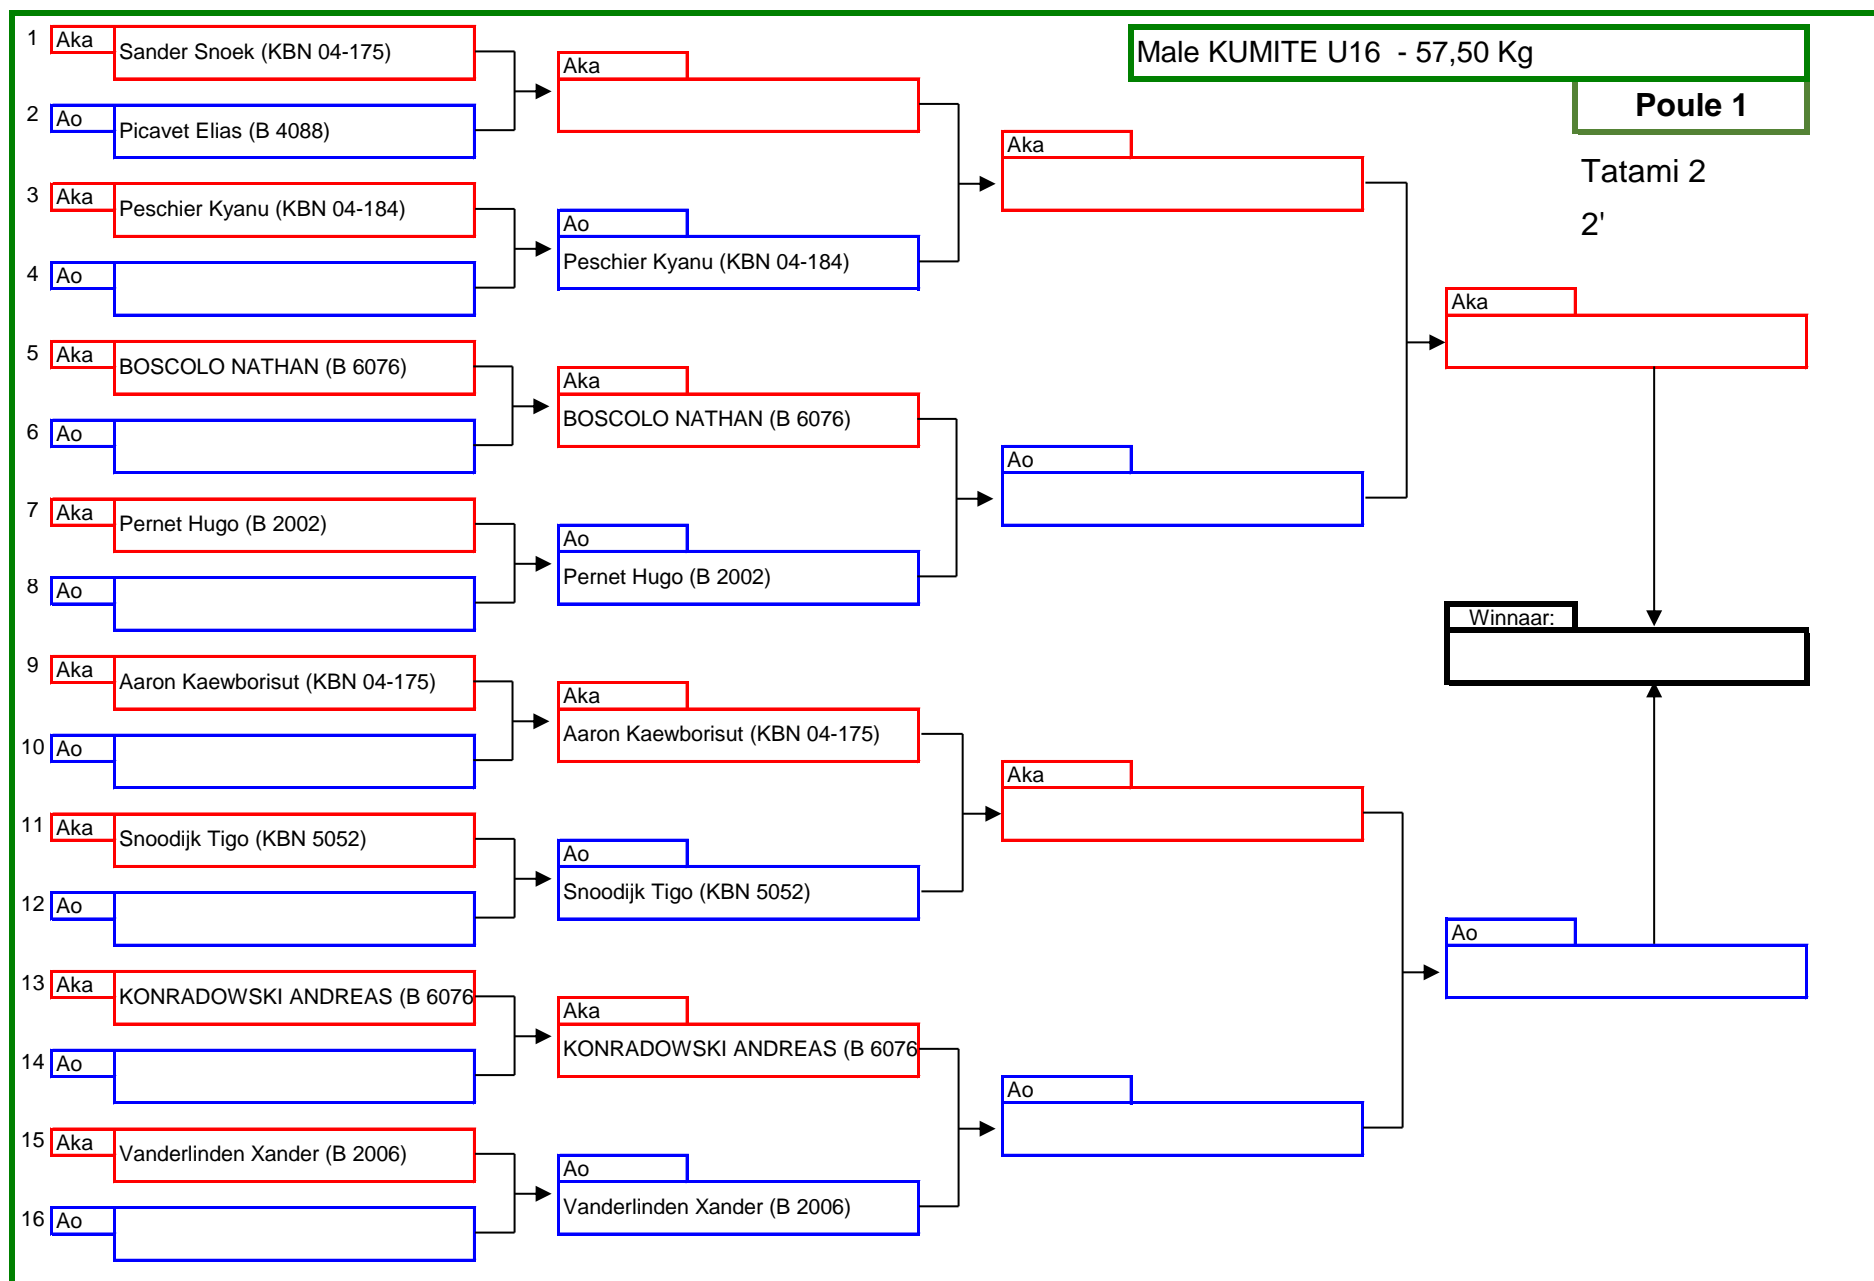 Male KUMITE U16 - 57,50 Kg
Poule 1
Tatami 2
2'
1 Aka Sander Snoek (KBN 04-175)
2 Ao Picavet Elias (B 4088)
3 Aka Peschier Kyanu (KBN 04-184)
4 Ao
5 Aka BOSCOLO NATHAN (B 6076)
6 Ao
7 Aka Pernet Hugo (B 2002)
8 Ao
9 Aka Aaron Kaewborisut (KBN 04-175)
10 Ao
11 Aka Snoodijk Tigo (KBN 5052)
12 Ao
13 Aka KONRADOWSKI ANDREAS (B 6076
14 Ao
15 Aka Vanderlinden Xander (B 2006)
16 Ao
Aka
Ao
Peschier Kyanu (KBN 04-184)
Aka
BOSCOLO NATHAN (B 6076)
Ao
Pernet Hugo (B 2002)
Aka
Aaron Kaewborisut (KBN 04-175)
Ao
Snoodijk Tigo (KBN 5052)
Aka
KONRADOWSKI ANDREAS (B 6076
Ao
Vanderlinden Xander (B 2006)
Aka
Ao
Aka
Ao
Aka
Winnaar:
Ao